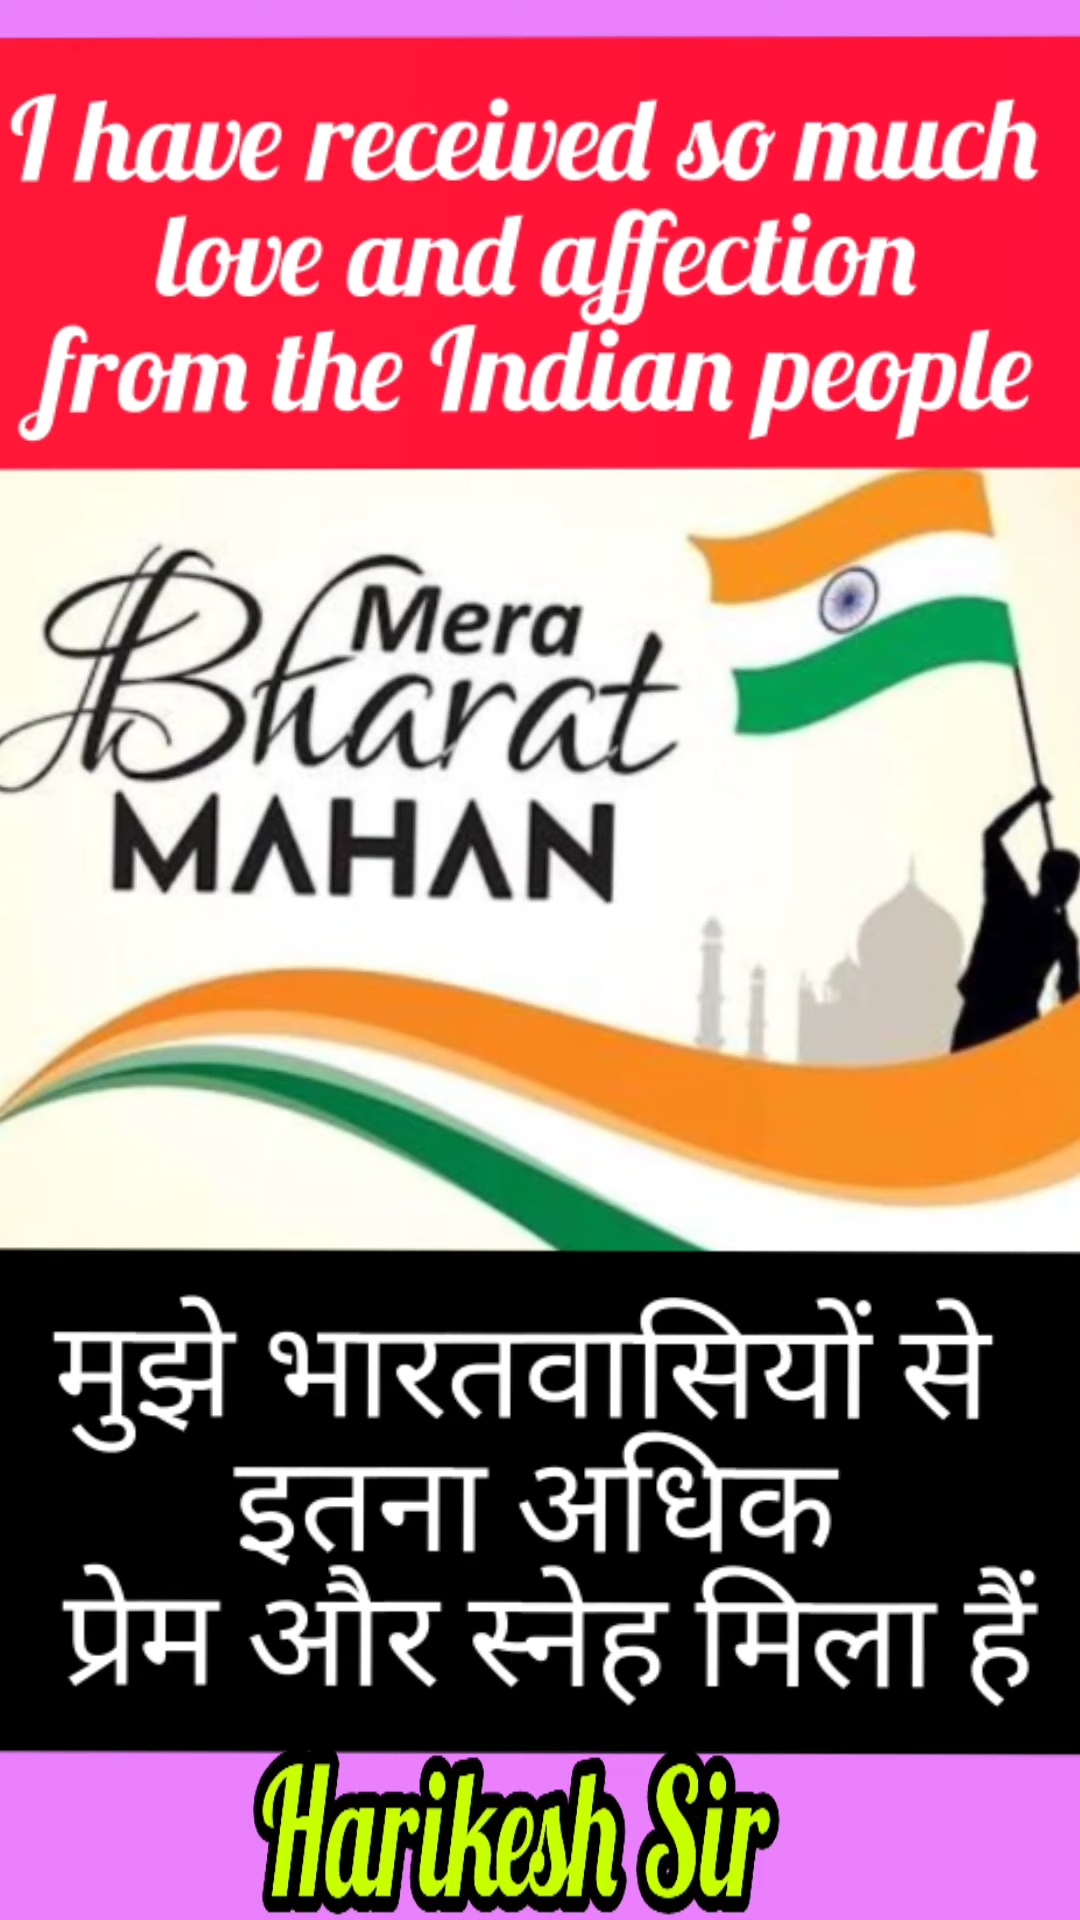 I have received so much
love and affection
from the Indian people
Mera
Bharat
MAHAN
मुझे भारतवासियों से
इतना अधिक
प्रेम और स्नेह मिला हैं
Harikesh Sir